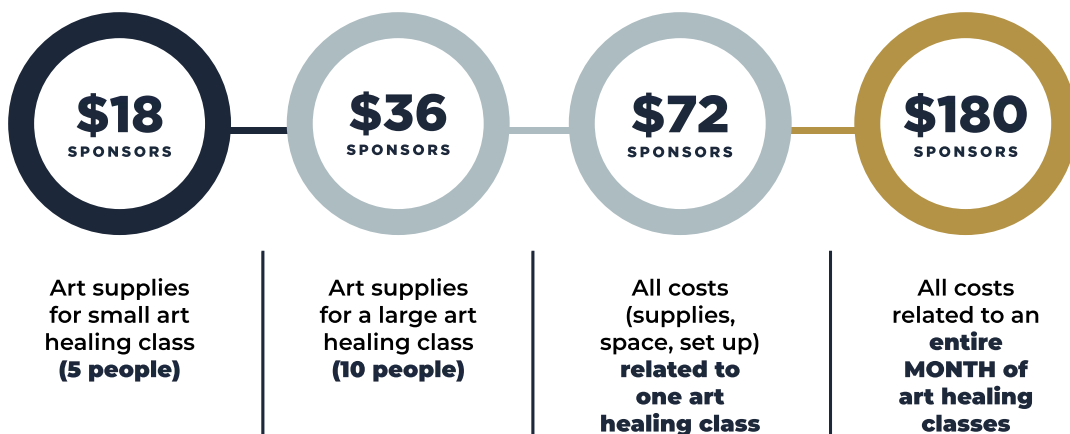 $18
SPONSORS
Art supplies
for small art
healing class
(5 people)
$36
SPONSORS
Art supplies
for a large art
healing class
(10 people)
$72
SPONSORS
All costs
(supplies,
space, set up)
related to
one art
healing class
$180
SPONSORS
All costs
related to an
entire
MONTH of
art healing
classes